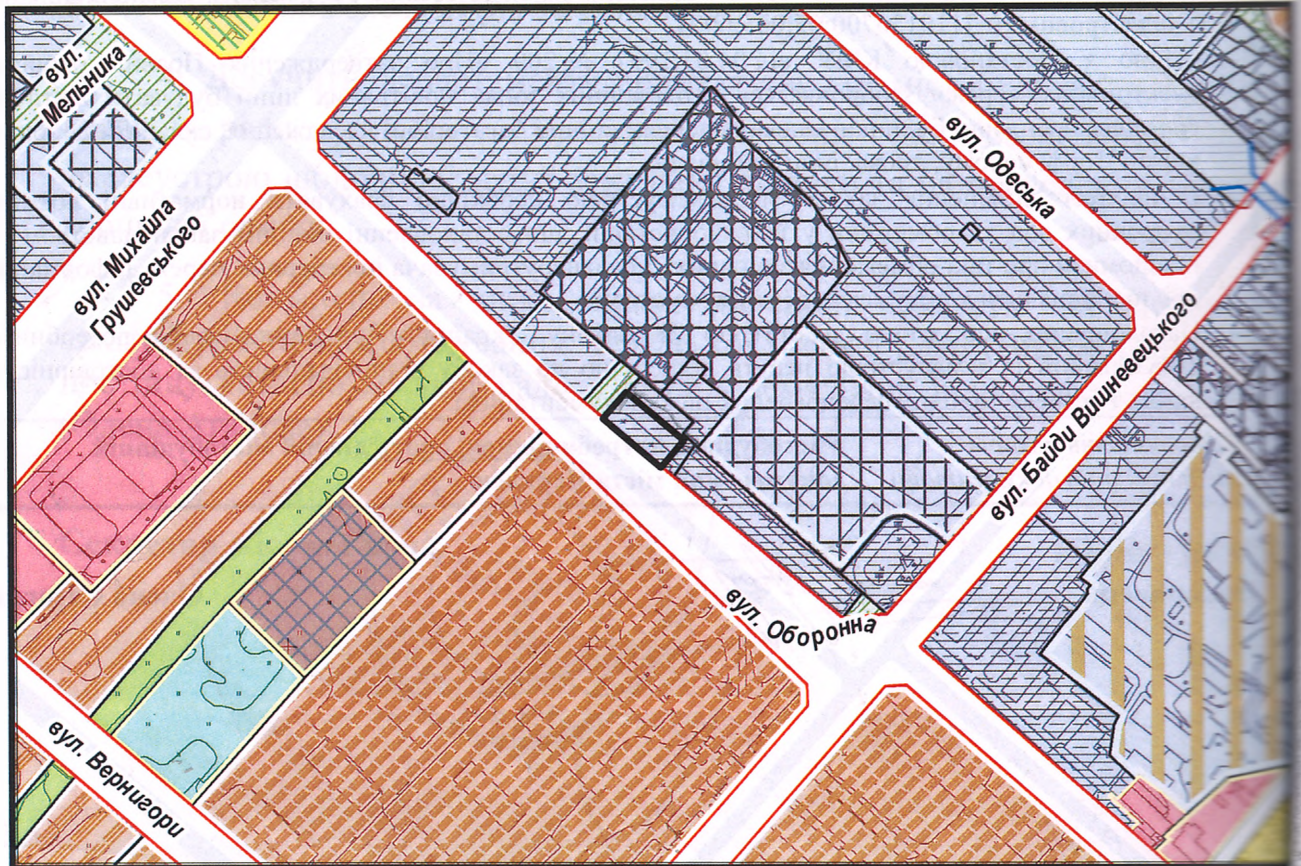 вул.
Мельника
вул. Михайла
Грушевського
вул. Одеська
вул. Байди Вишневецького
вул. Оборонна
вул. Вернигори